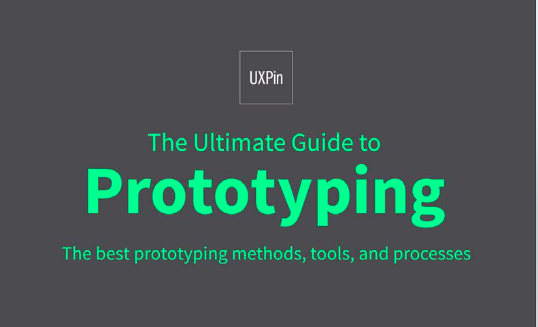 UXPin
The Ultimate Guide to
Prototyping
The best prototyping methods, tools, and processes